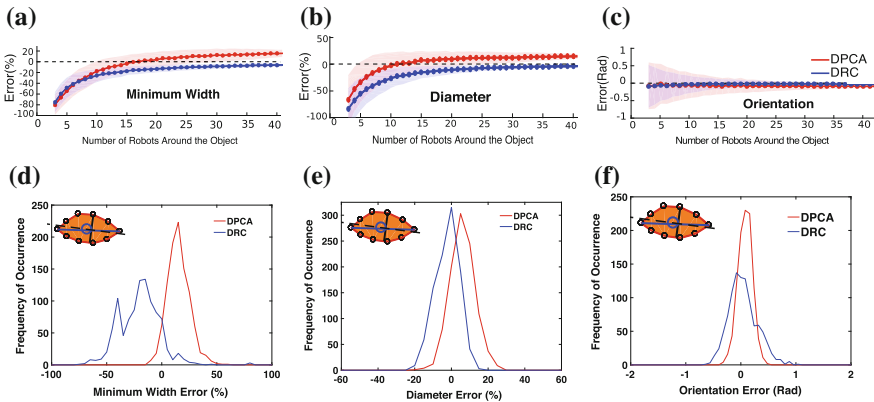 (a)
20
0
-20
-40
-60
-80
-100
Error(%)
Minimum Width
5 10 15 20 25 30 35 40
Number of Robots Around the Object
(b)
50
0
-50
-100
Error(%)
Diameter
5 10 15 20 25 30 35 40
Number of Robots Around the Object
(c)
1
0.5
0
-0.5
-1
Error(Rad)
DPCA
DRC
Orientation
5 10 15 20 25 30 35 40
Number of Robots Around the Object
(d)
250
200
150
100
50
0
Frequency of Occurrence
DPCA
DRC
-100 -50 0 50 100
Minimum Width Error (%)
(e)
300
250
200
150
100
50
0
Frequency of Occurrence
DPCA
DRC
-60 -40 -20 0 20 40 60
Diameter Error (%)
(f)
250
200
150
100
50
0
Frequency of Occurrence
DPCA
DRC
-2 -1 0 1 2
Orientation Error (Rad)